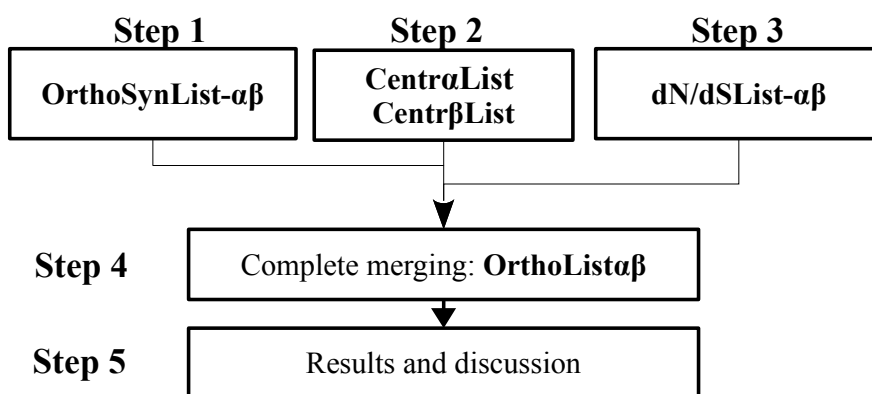 Step 1
Step 2
Step 3
OrthoSynList-αβ
CentrαList
CentrβList
dN/dSList-αβ
Step 4
Complete merging: OrthoListαβ
Step 5
Results and discussion